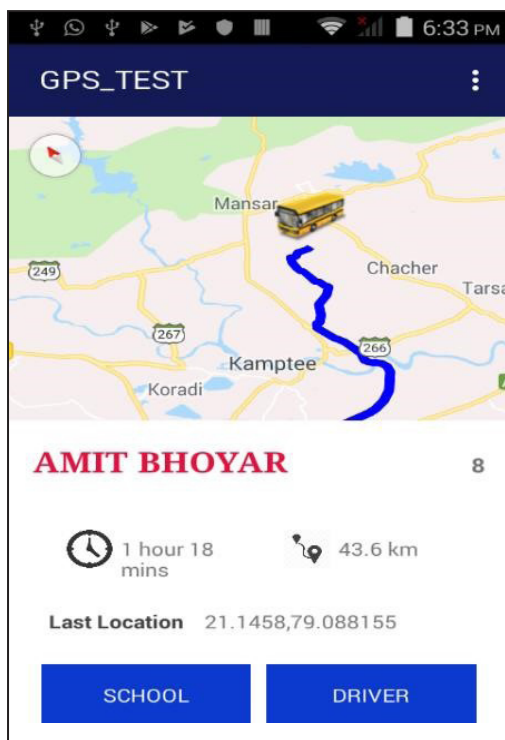 6:33 PM
GPS_TEST
Mansar
249
Chacher
Tarsa
267
266
Kamptee
Koradi
AMIT BHOYAR 8
1 hour 18
mins
43.6 km
Last Location 21.1458,79.088155
SCHOOL DRIVER